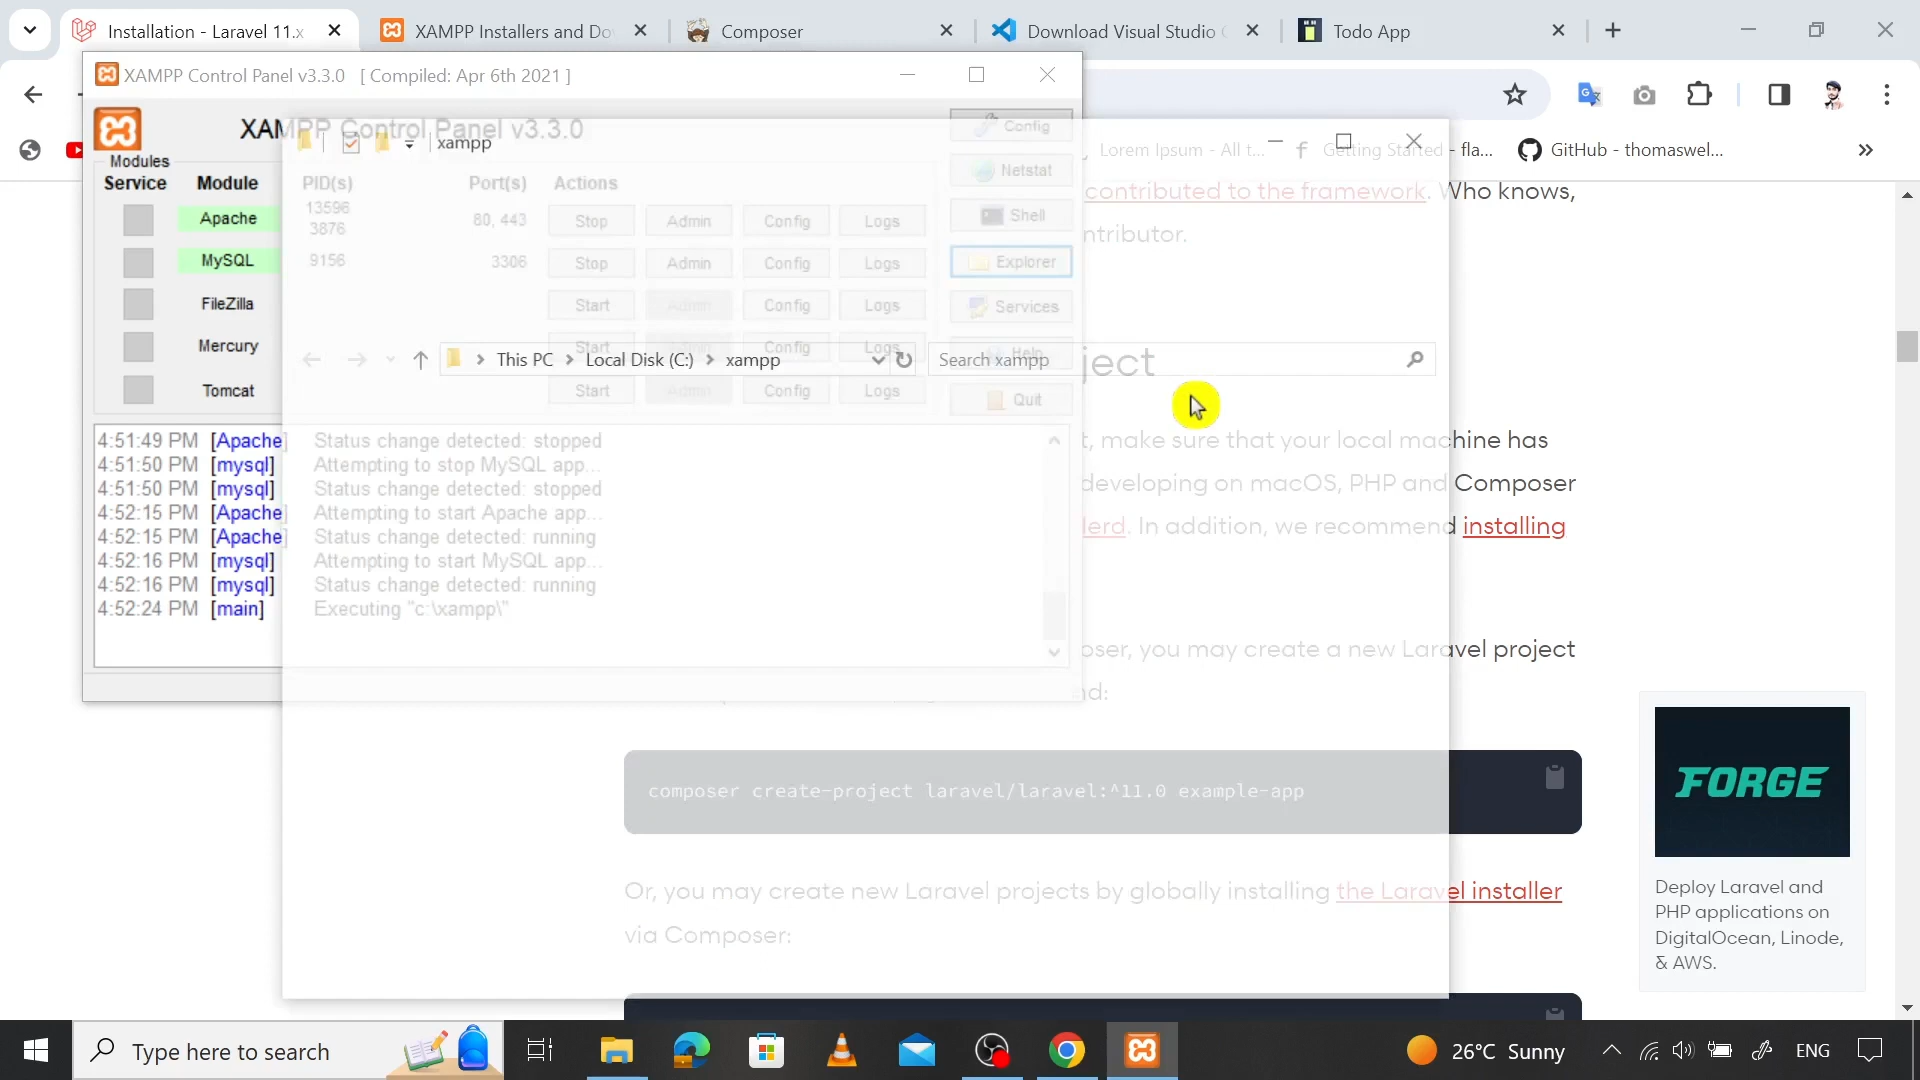 Installation - Laravel 11.x
XAMPP Installers and Do
Composer
Download Visual Studio C
Todo App
XAMPP Control Panel v3.3.0 [ Compiled: Apr 6th 2021 ]
XAMPP Control Panel v3.3.0
xampp
Lorem Ipsum - All t...
Getting Started - fla...
GitHub - thomaswel...
Modules
Service
Module
PID(s)
Port(s)
Actions
Config
Netstat
Shell
Explorer
Services
Help
Quit
Apache
13596
3876
80, 443
Stop
Admin
Config
Logs
MySQL
9156
3306
Stop
Admin
Config
Logs
FileZilla
Start
Admin
Config
Logs
Mercury
Start
Config
Logs
Tomcat
Start
Admin
Config
Logs
This PC
Local Disk (C:)
xampp
Search xampp
4:51:49 PM [Apache] Status change detected: stopped
4:51:50 PM [mysql] Attempting to stop MySQL app...
4:51:50 PM [mysql] Status change detected: stopped
4:52:15 PM [Apache] Attempting to start Apache app...
4:52:15 PM [Apache] Status change detected: running
4:52:16 PM [mysql] Attempting to start MySQL app...
4:52:16 PM [mysql] Status change detected: running
4:52:24 PM [main] Executing "c:\xampp\"
contributed to the framework. Who knows,
ntributor.
ject
t, make sure that your local machine has
developing on macOS, PHP and Composer
erd. In addition, we recommend installing
oser, you may create a new Laravel project
nd:
composer create-project laravel/laravel:^11.0 example-app
Or, you may create new Laravel projects by globally installing the Laravel installer
via Composer:
FORGE
Deploy Laravel and
PHP applications on
DigitalOcean, Linode,
& AWS.
Type here to search
26°C Sunny
ENG